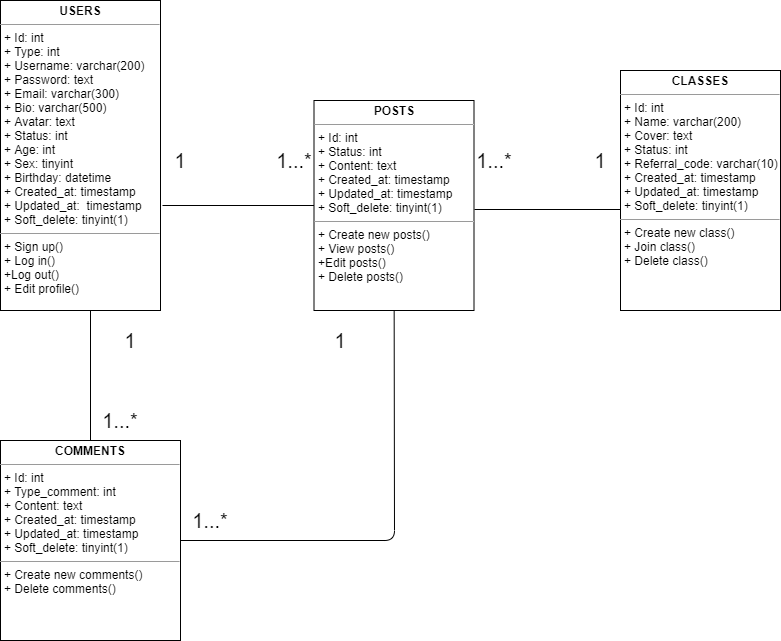 USERS
+ Id: int
+ Type: int
+ Username: varchar(200)
+ Password: text
+ Email: varchar(300)
+ Bio: varchar(500)
+ Avatar: text
+ Status: int
+ Age: int
+ Sex: tinyint
+ Birthday: datetime
+ Created_at: timestamp
+ Updated_at:  timestamp
+ Soft_delete: tinyint(1)
+ Sign up()
+ Log in()
+Log out()
+ Edit profile()
1
1...*
POSTS
+ Id: int
+ Status: int
+ Content: text
+ Created_at: timestamp
+ Updated_at: timestamp
+ Soft_delete: tinyint(1)
+ Create new posts()
+ View posts()
+Edit posts()
+ Delete posts()
1...*
1
CLASSES
+ Id: int
+ Name: varchar(200)
+ Cover: text
+ Status: int
+ Referral_code: varchar(10)
+ Created_at: timestamp
+ Updated_at: timestamp
+ Soft_delete: tinyint(1)
+ Create new class()
+ Join class()
+ Delete class()
1
1
1...*
COMMENTS
+ Id: int
+ Type_comment: int
+ Content: text
+ Created_at: timestamp
+ Updated_at: timestamp
+ Soft_delete: tinyint(1)
+ Create new comments()
+ Delete comments()
1...*